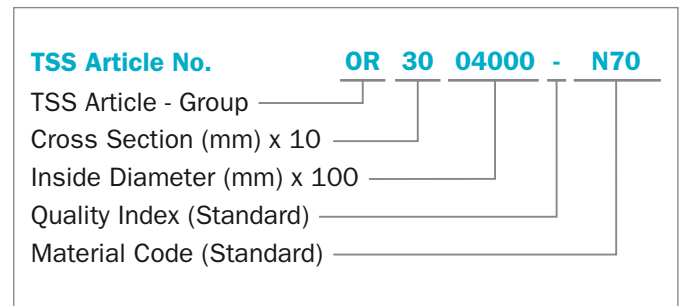 TSS Article No. OR 30 04000 - N70
TSS Article - Group
Cross Section (mm) x 10
Inside Diameter (mm) x 100
Quality Index (Standard)
Material Code (Standard)